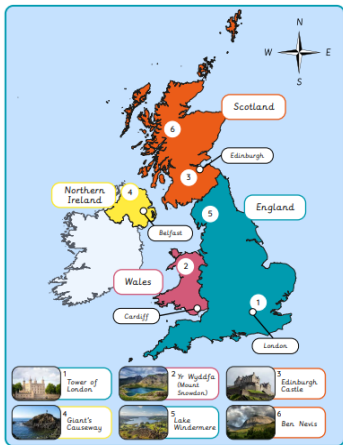 N
W
E
S
Scotland
6
Edinburgh
3
Northern
Ireland
4
England
5
Belfast
2
Wales
1
Cardiff
London
1
Tower of
London
2
Yr Wyddfa
(Mount
Snowdon)
3
Edinburgh
Castle
4
Giant's
Causeway
5
Lake
Windermere
6
Ben Nevis